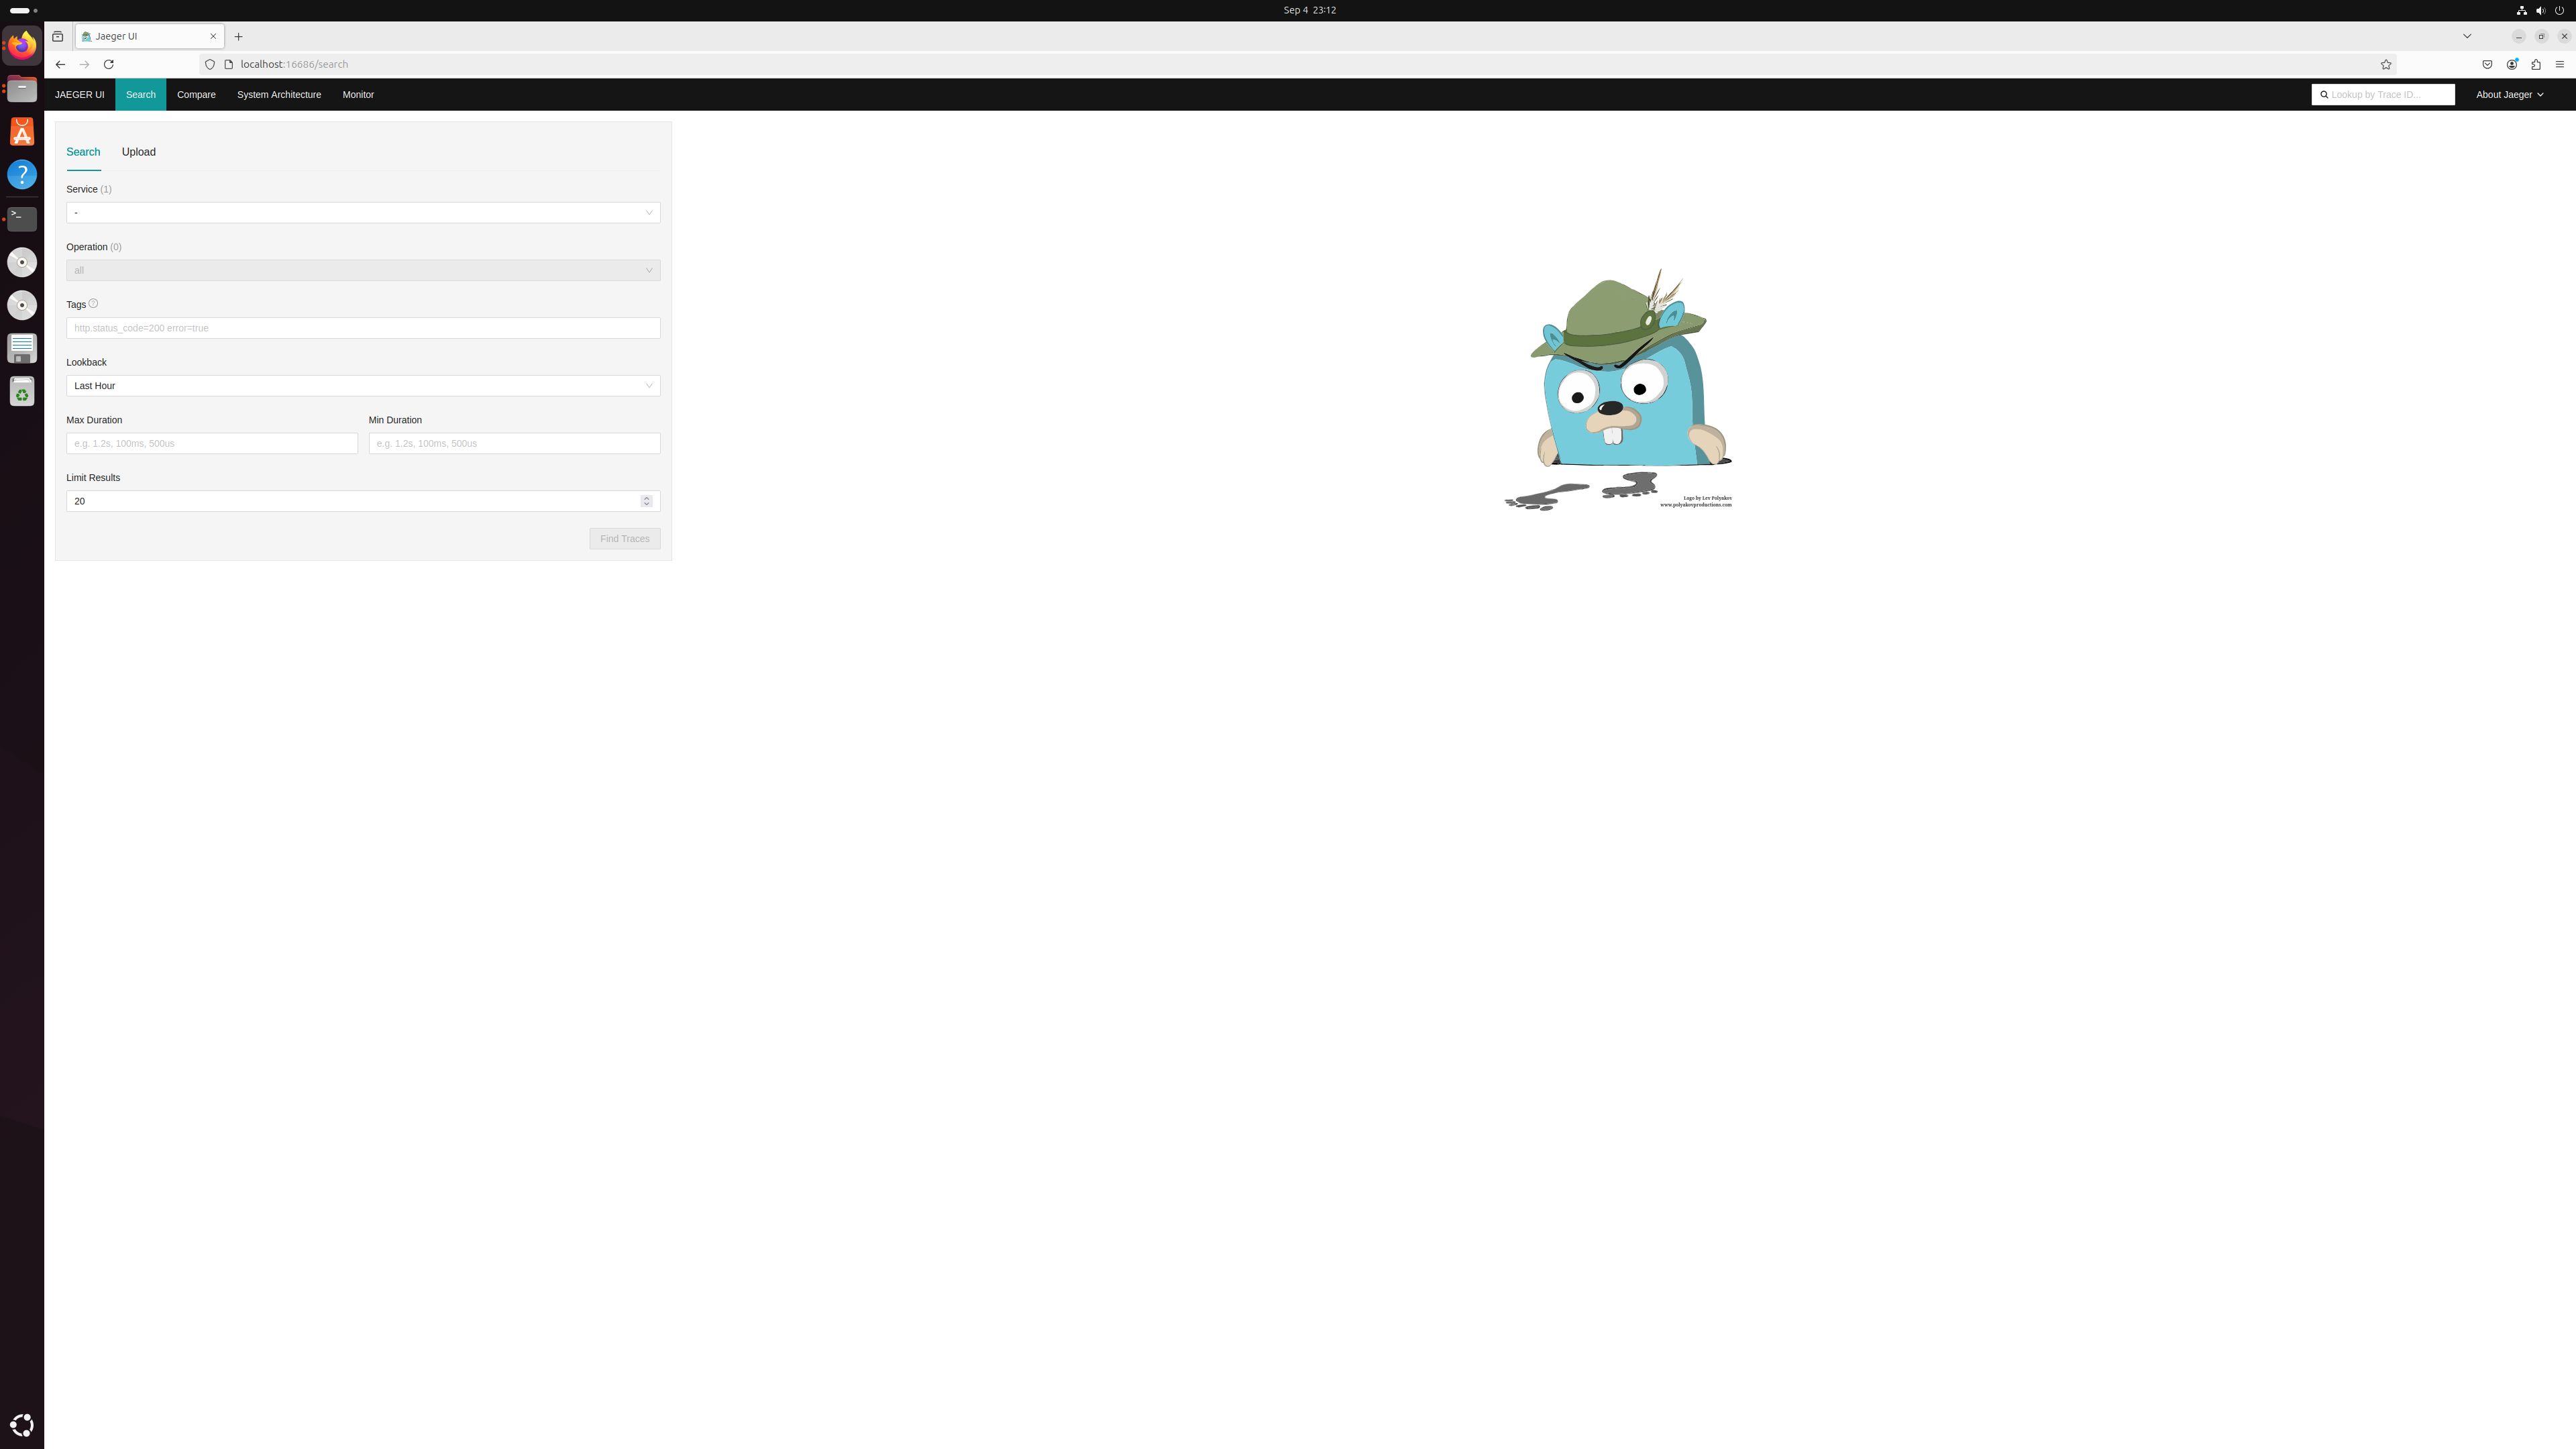 Sep 4 23:12
Jaeger UI
localhost:16686/search
JAEGER UI
Search
Compare
System Architecture
Monitor
Lookup by Trace ID...
About Jaeger
Search
Upload
Service (1)
-
Operation (0)
all
Tags
http.status_code=200 error=true
Lookback
Last Hour
Max Duration
Min Duration
e.g. 1.2s, 100ms, 500us
e.g. 1.2s, 100ms, 500us
Limit Results
20
Find Traces
Logo by Lev Polyakov
www.polyakovproductions.com